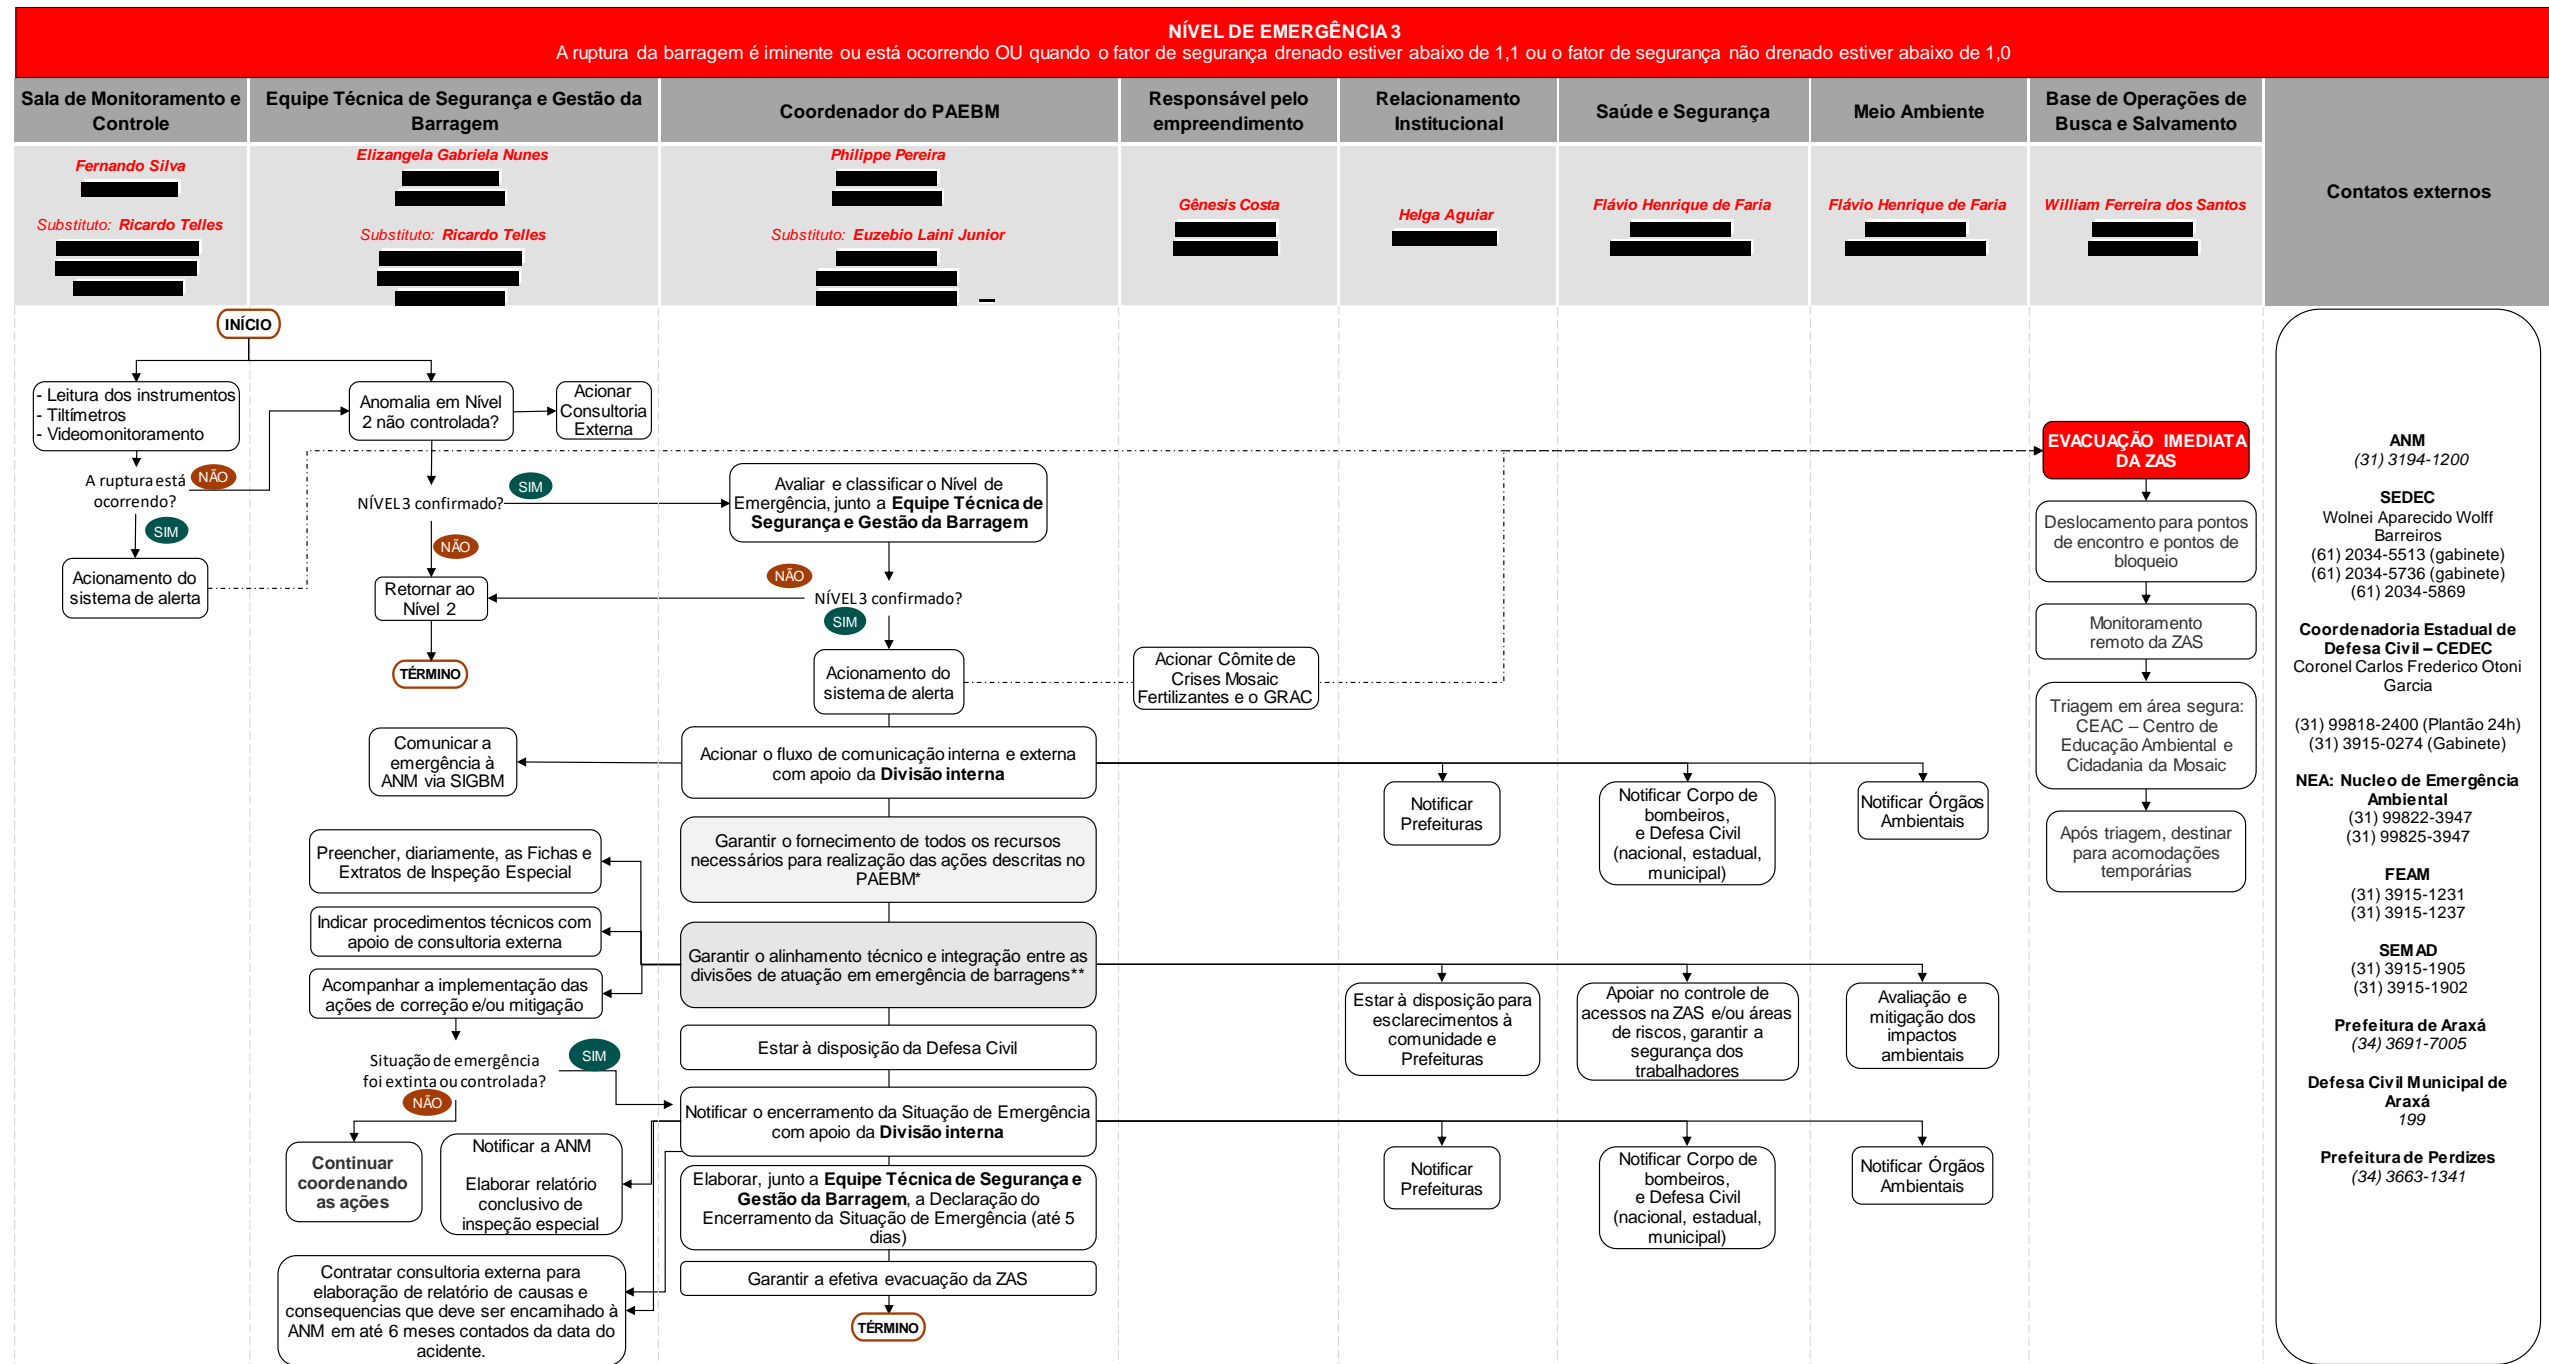 NÍVEL DE EMERGÊNCIA 3
A ruptura da barragem é iminente ou está ocorrendo OU quando o fator de segurança drenado estiver abaixo de 1,1 ou o fator de segurança não drenado estiver abaixo de 1,0
Sala de Monitoramento e
Controle
Equipe Técnica de Segurança e Gestão da
Barragem
Coordenador do PAEBM
Responsável pelo
empreendimento
Relacionamento
Institucional
Saúde e Segurança
Meio Ambiente
Base de Operações de
Busca e Salvamento
Contatos externos
Fernando Silva
Substituto: Ricardo Telles
Elizangela Gabriela Nunes
Substituto: Ricardo Telles
Philippe Pereira
Substituto: Euzebio Laini Junior
Gênesis Costa
Helga Aguiar
Flávio Henrique de Faria
Flávio Henrique de Faria
William Ferreira dos Santos
INÍCIO
- Leitura dos instrumentos
- Tiltímetros
- Videomonitoramento
A ruptura está
ocorrendo?
NÃO
SIM
Acionamento do
sistema de alerta
Anomalia em Nível
2 não controlada?
Acionar
Consultoria
Externa
NÍVEL 3 confirmado?
SIM
NÃO
Retornar ao
Nível 2
TÉRMINO
Avaliar e classificar o Nível de
Emergência, junto a Equipe Técnica de
Segurança e Gestão da Barragem
NÃO
NÍVEL 3 confirmado?
SIM
Acionamento do
sistema de alerta
Acionar Cômite de
Crises Mosaic
Fertilizantes e o GRAC
EVACUAÇÃO IMEDIATA
DA ZAS
Deslocamento para pontos
de encontro e pontos de
bloqueio
Monitoramento
remoto da ZAS
Triagem em área segura:
CEAC – Centro de
Educação Ambiental e
Cidadania da Mosaic
Após triagem, destinar
para acomodações
temporárias
Comunicar a
emergência à
ANM via SIGBM
Acionar o fluxo de comunicação interna e externa
com apoio da Divisão interna
Notificar
Prefeituras
Notificar Corpo de
bombeiros,
e Defesa Civil
(nacional, estadual,
municipal)
Notificar Órgãos
Ambientais
Garantir o fornecimento de todos os recursos
necessários para realização das ações descritas no
PAEBM*
Preencher, diariamente, as Fichas e
Extratos de Inspeção Especial
Indicar procedimentos técnicos com
apoio de consultoria externa
Acompanhar a implementação das
ações de correção e/ou mitigação
Garantir o alinhamento técnico e integração entre as
divisões de atuação em emergência de barragens**
Estar à disposição para
esclarecimentos à
comunidade e
Prefeituras
Apoiar no controle de
acessos na ZAS e/ou áreas
de riscos, garantir a
segurança dos
trabalhadores
Avaliação e
mitigação dos
impactos
ambientais
Estar à disposição da Defesa Civil
Situação de emergência
foi extinta ou controlada?
SIM
NÃO
Continuar
coordenando
as ações
Notificar a ANM
Elaborar relatório
conclusivo de
inspeção especial
Notificar o encerramento da Situação de Emergência
com apoio da Divisão interna
Notificar
Prefeituras
Notificar Corpo de
bombeiros,
e Defesa Civil
(nacional, estadual,
municipal)
Notificar Órgãos
Ambientais
Elaborar, junto a Equipe Técnica de Segurança e
Gestão da Barragem, a Declaração do
Encerramento da Situação de Emergência (até 5
dias)
Contratar consultoria externa para
elaboração de relatório de causas e
consequencias que deve ser encamihado à
ANM em até 6 meses contados da data do
acidente.
Garantir a efetiva evacuação da ZAS
TÉRMINO
ANM
(31) 3194-1200
SEDEC
Wolnei Aparecido Wolff
Barreiros
(61) 2034-5513 (gabinete)
(61) 2034-5736 (gabinete)
(61) 2034-5869
Coordenadoria Estadual de
Defesa Civil – CEDEC
Coronel Carlos Frederico Otoni
Garcia
(31) 99818-2400 (Plantão 24h)
(31) 3915-0274 (Gabinete)
NEA: Nucleo de Emergência
Ambiental
(31) 99822-3947
(31) 99825-3947
FEAM
(31) 3915-1231
(31) 3915-1237
SEMAD
(31) 3915-1905
(31) 3915-1902
Prefeitura de Araxá
(34) 3691-7005
Defesa Civil Municipal de
Araxá
199
Prefeitura de Perdizes
(34) 3663-1341